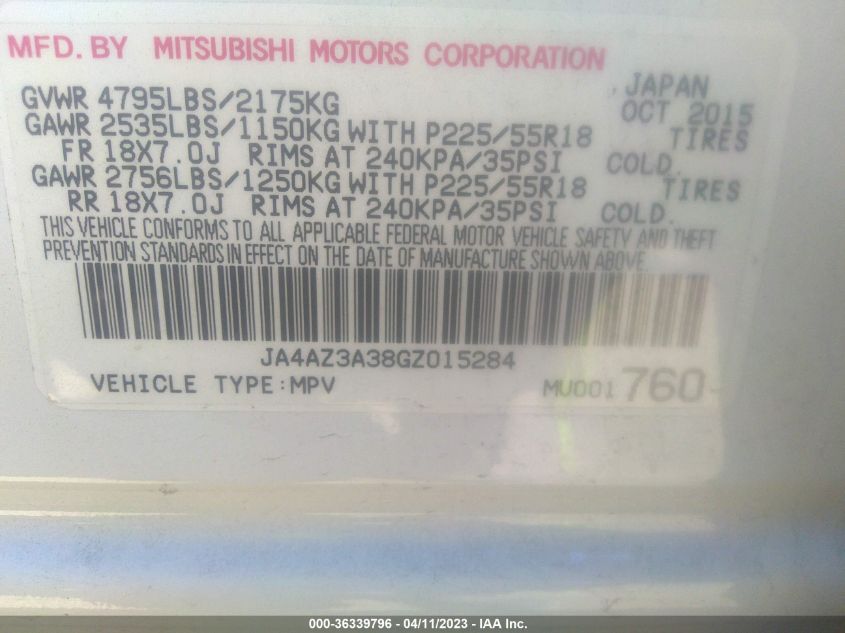 MFD. BY MITSUBISHI MOTORS CORPORATION
JAPAN
GVWR 4795LBS/2175KG OCT 2015
GAWR 2535LBS/1150KG WITH P225/55R18 TIRES
FR 18X7.0J RIMS AT 240KPA/35PSI COLD.
GAWR 2756LBS/1250KG WITH P225/55R18 TIRES
RR 18X7.0J RIMS AT 240KPA/35PSI COLD.
THIS VEHICLE CONFORMS TO ALL APPLICABLE FEDERAL MOTOR VEHICLE SAFETY AND THEFT
PREVENTION STANDARDS IN EFFECT ON THE DATE OF MANUFACTURE SHOWN ABOVE.
JA4AZ3A38GZ015284
VEHICLE TYPE:MPV MU001760
000-36339796 - 04/11/2023 - IAA Inc.